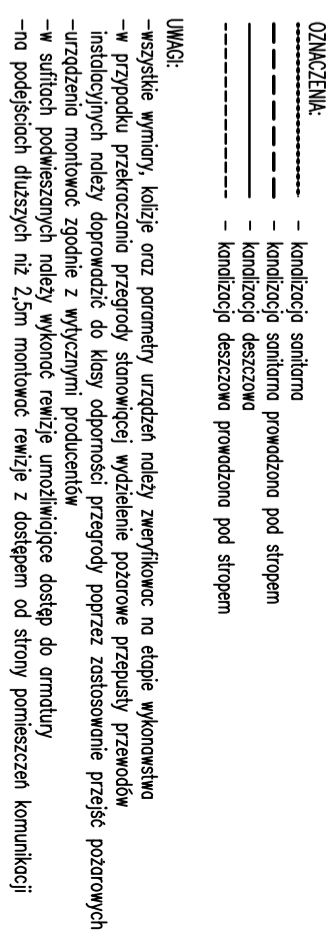 OZNACZENIA:
- kanalizacja sanitarna
- kanalizacja sanitarna prowadzona pod stropem
- kanalizacja deszczowa
- kanalizacja deszczowa prowadzona pod stropem
UWAGI:
-wszystkie wymiary, kolizje oraz parametry urządzeń należy zweryfikowac na etapie wykonawstwa
-w przypadku przekraczania przegrody stanowiącej wydzielenie pożarowe przepusty przewodów
instalacyjnych należy doprowadzić do klasy odporności przegrody poprzez zastosowanie przejść pożarowych
-urządzenia montować zgodnie z wytycznymi producentów
-w sufitach podwieszanych należy wykonać rewizje umożliwiające dostęp do armatury
-na podejściach dłuższych niż 2,5m montować rewizje z dostępem od strony pomieszczeń komunikacji